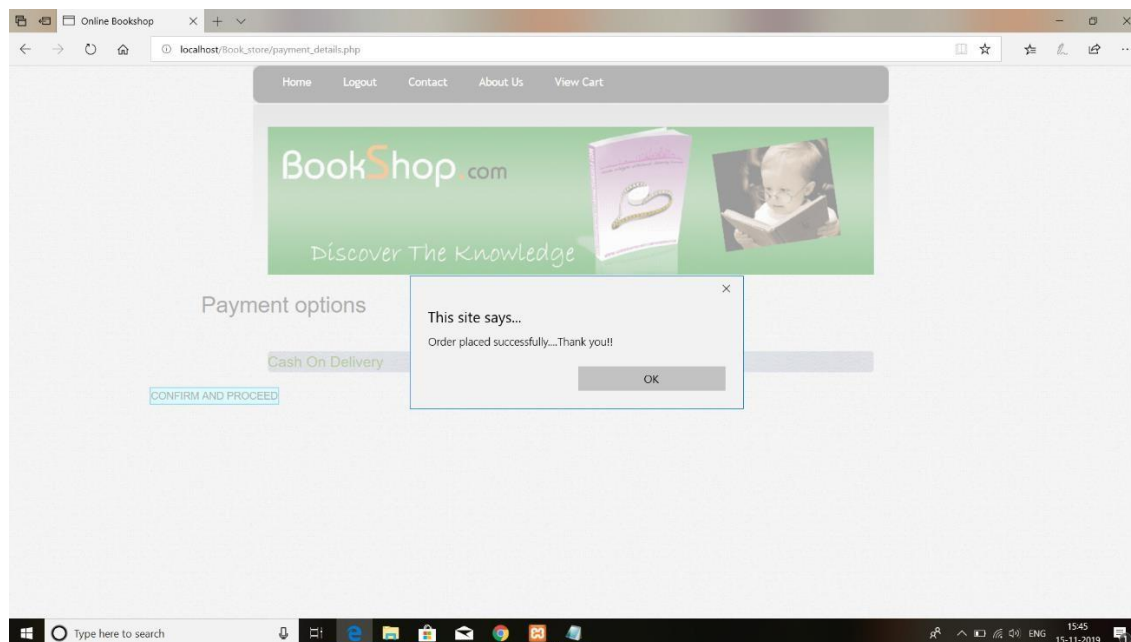 Online Bookshop
localhost/Book_store/payment_details.php
Home Logout Contact About Us View Cart
BookShop.com
Discover The Knowledge
Payment options
This site says...
Order placed successfully....Thank you!!
Cash On Delivery
OK
CONFIRM AND PROCEED
Type here to search
ENG
15:45
15-11-2019